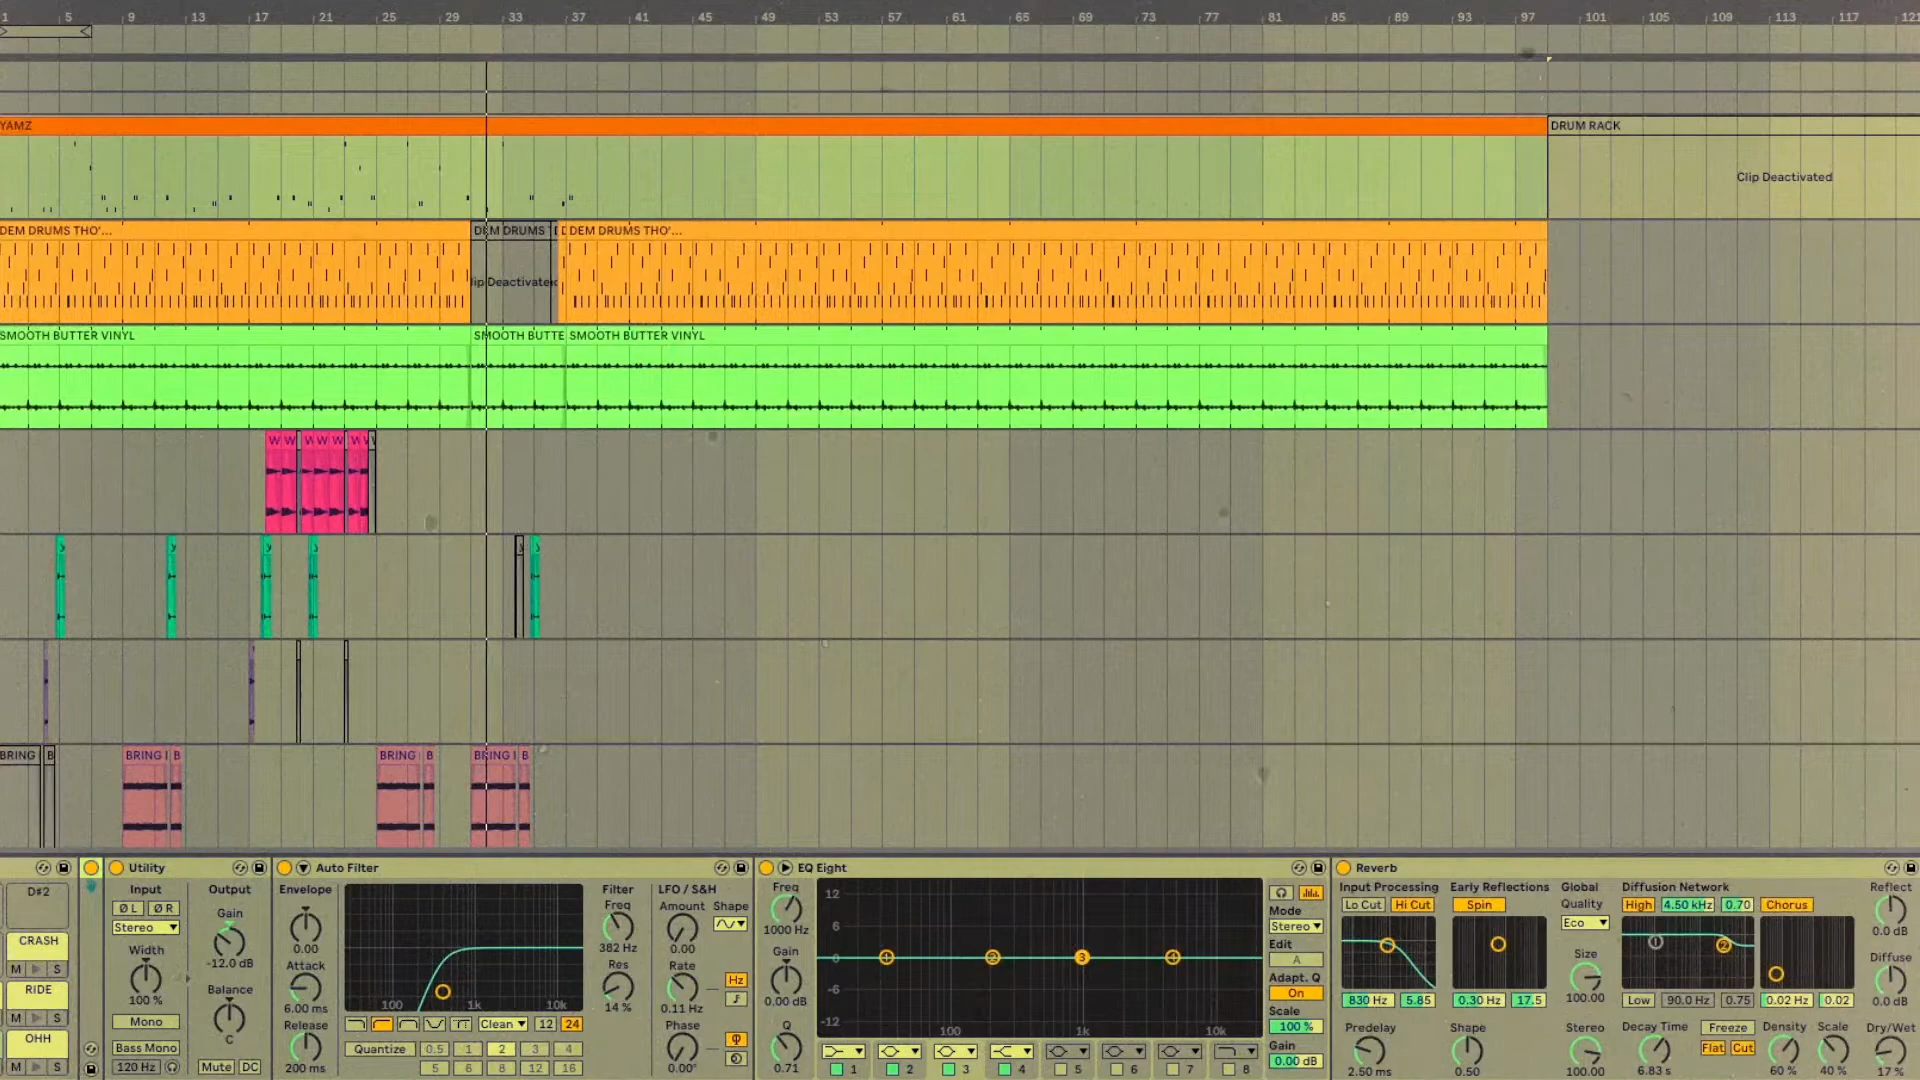 1 5 9 13 17 21 25 29 33 37 41 45 49 53 57 61 65 69 73 77 81 85 89 93 97 101 105 109 113 117 121
YAMZ DRUM RACK
Clip Deactivated
DEM DRUMS THO'... DEM DRUMS DEM DRUMS THO'...
lip Deactivated
SMOOTH BUTTER VINYL SMOOTH BUTTE SMOOTH BUTTER VINYL
W W W W W W
BRING B BRING I B BRING B BRING I B
D#2
CRASH
M S
RIDE
M S
OHH
M S
Utility
Input Output
Ø L Ø R Gain
Stereo
Width -12.0 dB
100 % Balance
Mono C
Bass Mono
120 Hz Mute DC
Auto Filter
Envelope
0.00
Attack
6.00 ms
Release
200 ms
100 1k 10k
Clean 12 24
Quantize 0.5 1 2 3 4
5 6 8 12 16
Filter
Freq
382 Hz
Res
14 %
LFO / S&H
Amount Shape
0.00
Rate Hz
0.11 Hz
Phase
0.00°
EQ Eight
Freq
1000 Hz
Gain
0.00 dB
Q
0.71
12
6
0
-6
-12
1 2 3 4
100 1k 10k
1 2 3 4 5 6 7 8
Mode
Stereo
Edit
A
Adapt. Q
On
Scale
100 %
Gain
0.00 dB
Reverb
Input Processing
Lo Cut Hi Cut
830 Hz 5.85
Predelay
2.50 ms
Early Reflections
Spin
0.30 Hz 17.5
Shape
0.50
Global
Quality
Eco
Size
100.00
Stereo
100.00
Diffusion Network
High 4.50 kHz 0.70 Chorus
1 2
Low 90.0 Hz 0.75 0.02 Hz 0.02
Decay Time Freeze Density Scale
Flat Cut
6.83 s 60 % 40 %
Reflect
0.0 dB
Diffuse
0.0 dB
Dry/Wet
17 %